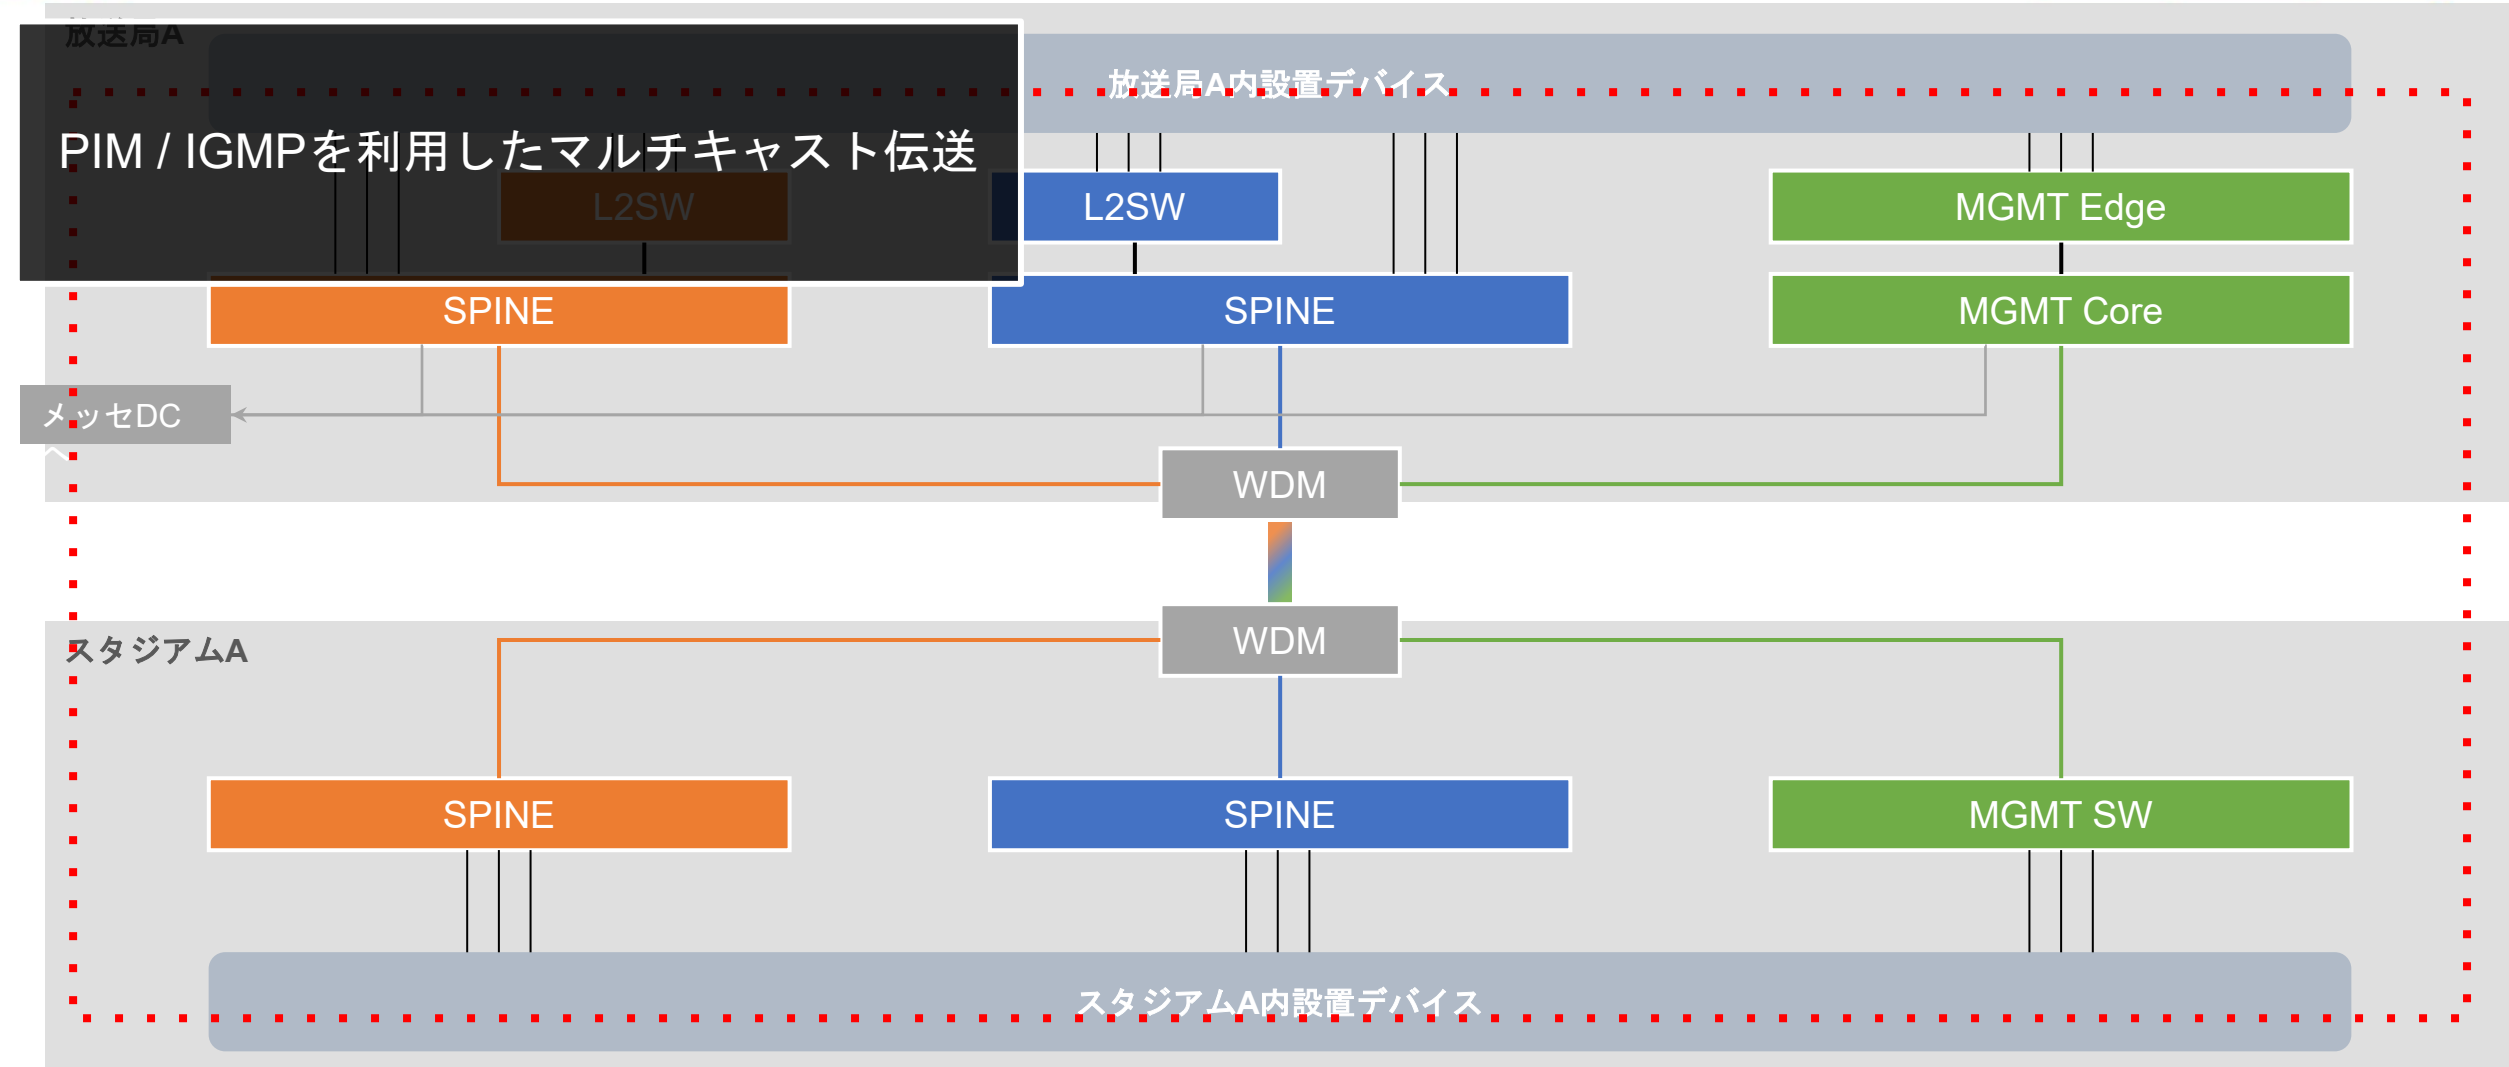 放送局A
放送局A内設置デバイス
PIM / IGMPを利用したマルチキャスト伝送
L2SW
L2SW
MGMT Edge
SPINE
SPINE
MGMT Core
メッセDC
へ
WDM
WDM
スタジアムA
SPINE
SPINE
MGMT SW
スタジアムA内設置デバイス